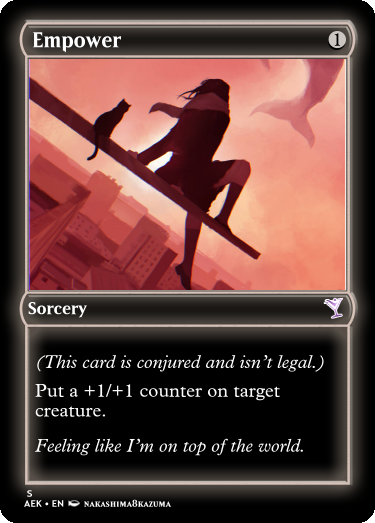 Empower 1
Sorcery
(This card is conjured and isn't legal.)
Put a +1/+1 counter on target
creature.
Feeling like I'm on top of the world.
S
AEK • EN NAKASHIMA8KAZUMA